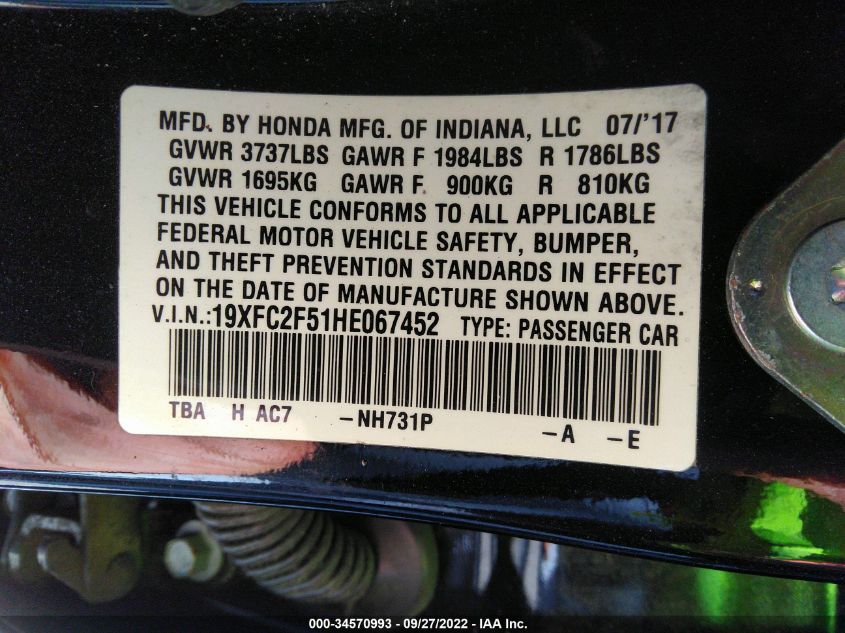 MFD. BY HONDA MFG. OF INDIANA, LLC 07/'17
GVWR 3737LBS GAWR F 1984LBS R 1786LBS
GVWR 1695KG GAWR F 900KG R 810KG
THIS VEHICLE CONFORMS TO ALL APPLICABLE
FEDERAL MOTOR VEHICLE SAFETY, BUMPER,
AND THEFT PREVENTION STANDARDS IN EFFECT
ON THE DATE OF MANUFACTURE SHOWN ABOVE.
V.I.N.:19XFC2F51HE067452 TYPE: PASSENGER CAR
TBA H AC7 -NH731P -A -E
000-34570993 - 09/27/2022 - IAA Inc.